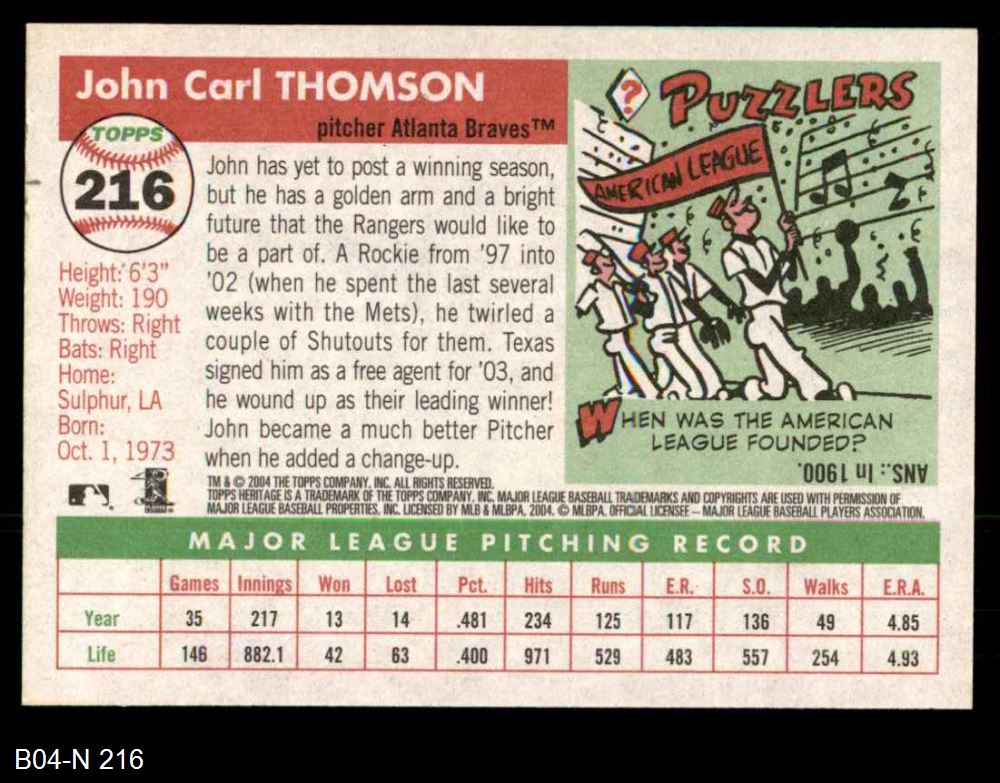 John Carl THOMSON
pitcher Atlanta Braves™
TOPPS
216
Height: 6'3"
Weight: 190
Throws: Right
Bats: Right
Home:
Sulphur, LA
Born:
Oct. 1, 1973
John has yet to post a winning season,
but he has a golden arm and a bright
future that the Rangers would like to
be a part of. A Rockie from '97 into
'02 (when he spent the last several
weeks with the Mets), he twirled a
couple of Shutouts for them. Texas
signed him as a free agent for '03, and
he wound up as their leading winner!
John became a much better Pitcher
when he added a change-up.
? PUZZLERS
AMERICAN LEAGUE
WHEN WAS THE AMERICAN
LEAGUE FOUNDED?
ANS.: In 1900.
TM & © 2004 THE TOPPS COMPANY, INC. ALL RIGHTS RESERVED.
TOPPS HERITAGE IS A TRADEMARK OF THE TOPPS COMPANY, INC. MAJOR LEAGUE BASEBALL TRADEMARKS AND COPYRIGHTS ARE USED WITH PERMISSION OF
MAJOR LEAGUE BASEBALL PROPERTIES, INC. LICENSED BY MLB & MLBPA, 2004. © MLBPA. OFFICIAL LICENSEE – MAJOR LEAGUE BASEBALL PLAYERS ASSOCIATION.
MAJOR LEAGUE PITCHING RECORD
Games Innings Won Lost Pct. Hits Runs E.R. S.O. Walks E.R.A.
Year 35 217 13 14 .481 234 125 117 136 49 4.85
Life 146 882.1 42 63 .400 971 529 483 557 254 4.93
B04-N 216